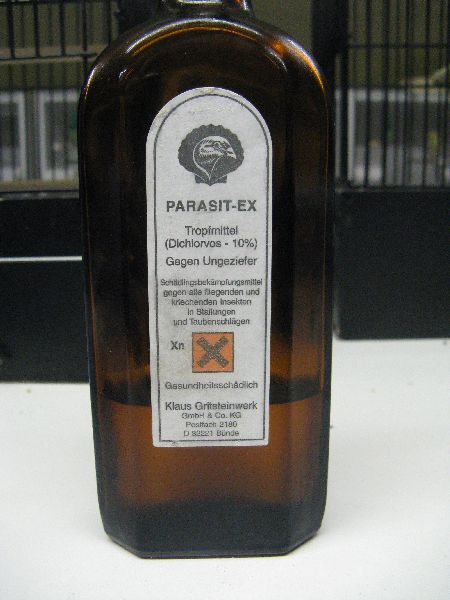 PARASIT-EX
Tropfmittel
(Dichlorvos - 10%)
Gegen Ungeziefer
Schädlingsbekämpfungsmittel
gegen alle fliegenden und
kriechenden Insekten
in Stallungen
und Taubenschlägen
Xn
Gesundheitsschädlich
Klaus Gritsteinwerk
GmbH & Co. KG
Postfach 2180
D 32221 Bünde